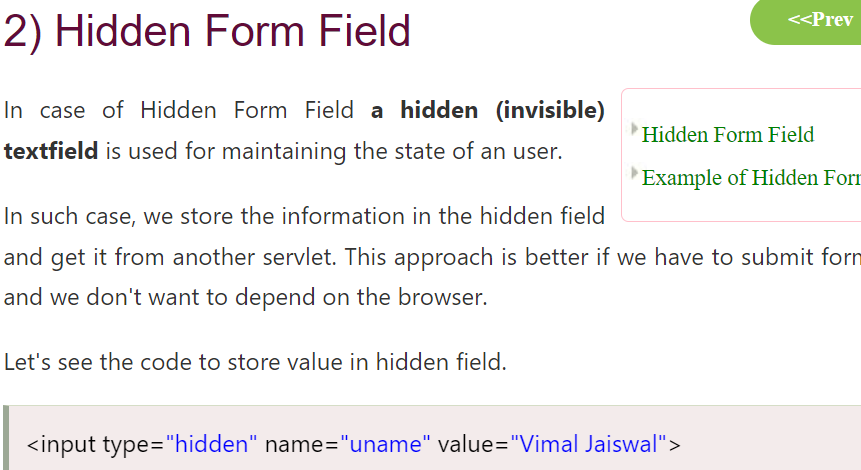 2) Hidden Form Field
<<Prev
In case of Hidden Form Field a hidden (invisible)
textfield is used for maintaining the state of an user.
Hidden Form Field
Example of Hidden
In such case, we store the information in the hidden field
and get it from another servlet. This approach is better if we have to submit
and we don't want to depend on the browser.
Let's see the code to store value in hidden field.
<input type="hidden" name="uname" value="Vimal Jaiswal">